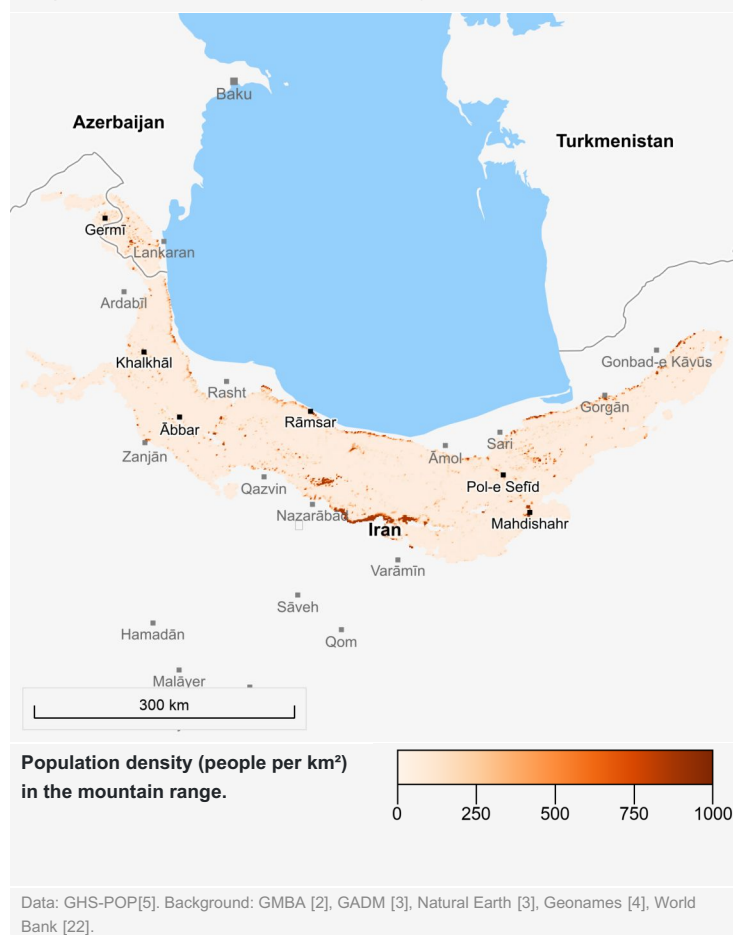 Baku
Azerbaijan
Turkmenistan
Germī
Lankaran
Ardabīl
Khalkhāl
Gonbad-e Kāvūs
Rasht
Gorgān
Rāmsar
Ābbar
Sari
Zanjān
Āmol
Qazvin
Pol-e Sefīd
Nazarābad
Mahdishahr
Iran
Varāmīn
Sāveh
Hamadān
Qom
Malāyer
300 km
Population density (people per km²)
in the mountain range.
0 250 500 750 1000
Data: GHS-POP[5]. Background: GMBA [2], GADM [3], Natural Earth [3], Geonames [4], World
Bank [22].